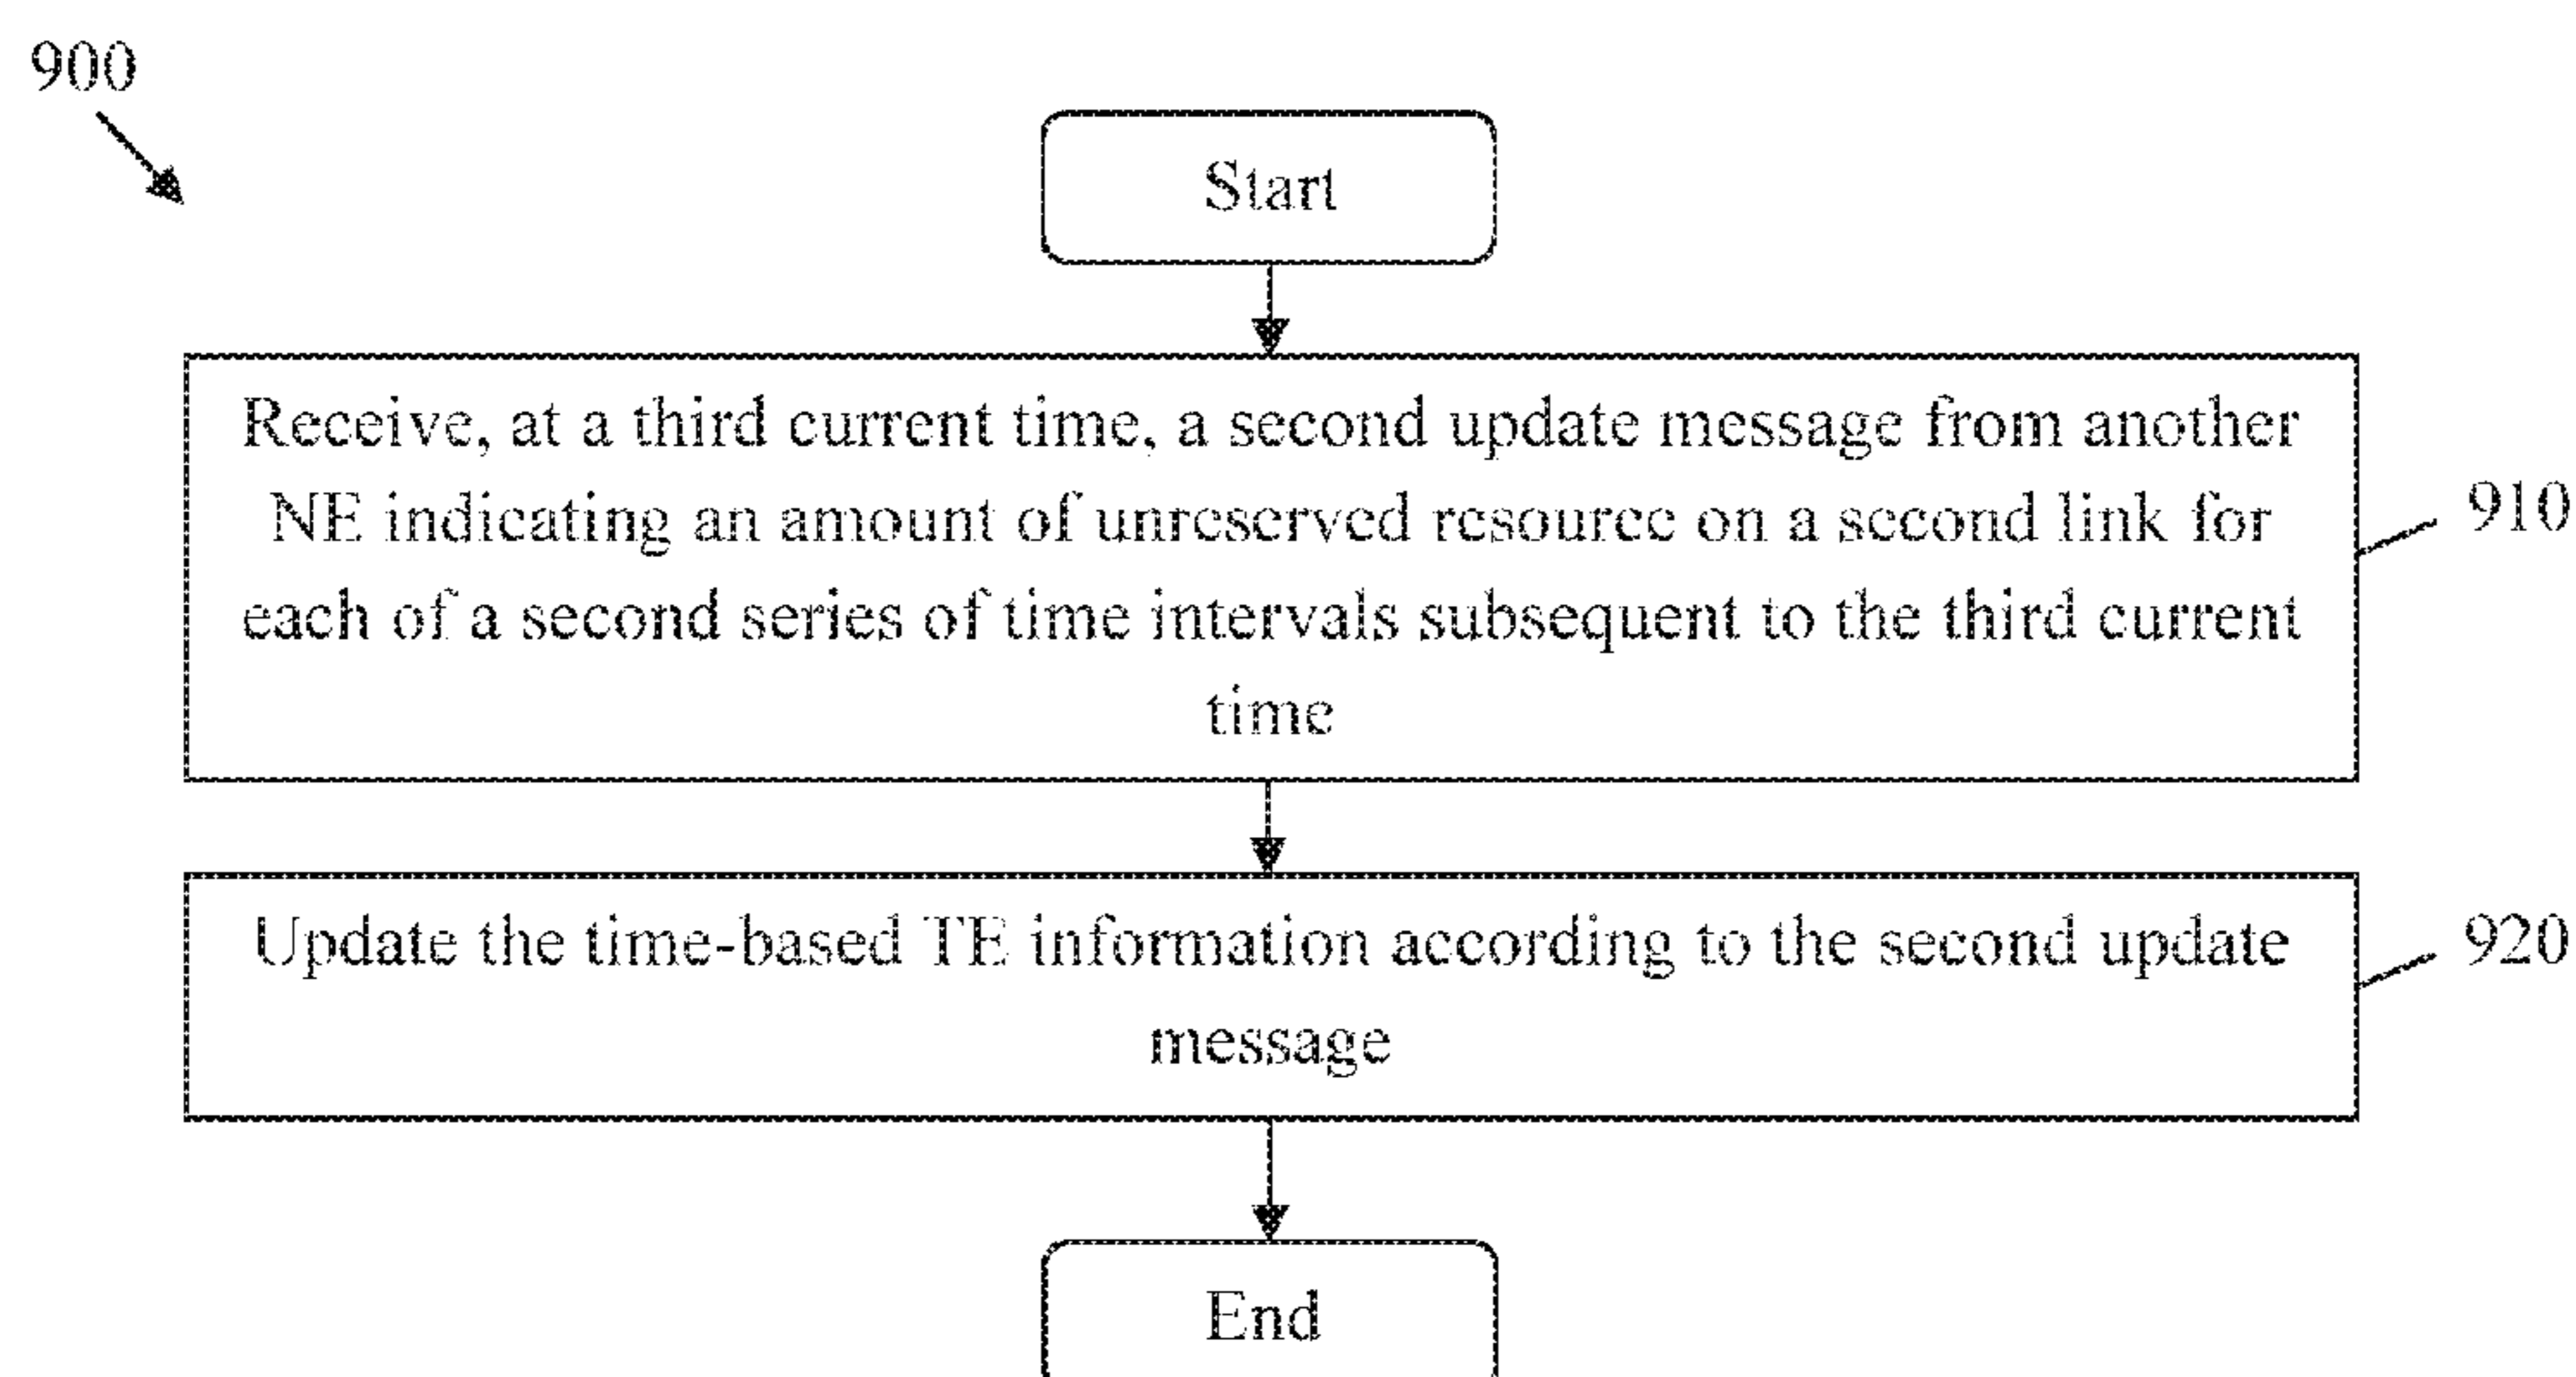 900
Start
Receive, at a third current time, a second update message from another
NE indicating an amount of unreserved resource on a second link for
each of a second series of time intervals subsequent to the third current
time
910
Update the time-based TE information according to the second update
message
920
End